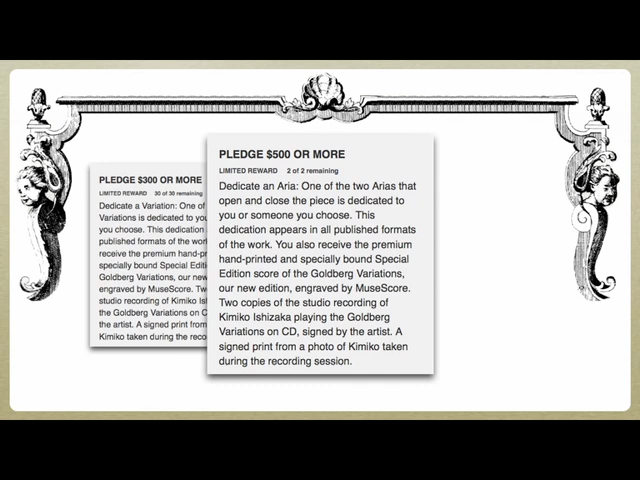 PLEDGE $300 OR MORE
LIMITED REWARD 30 of 30 remaining
Dedicate a Variation: One of
Variations is dedicated to you
you choose. This dedication
published formats of the work
receive the premium hand-pr
specially bound Special Editi
Goldberg Variations, our new
engraved by MuseScore. Two
studio recording of Kimiko Ish
the Goldberg Variations on C
the artist. A signed print from
Kimiko taken during the reco
PLEDGE $500 OR MORE
LIMITED REWARD 2 of 2 remaining
Dedicate an Aria: One of the two Arias that
open and close the piece is dedicated to
you or someone you choose. This
dedication appears in all published formats
of the work. You also receive the premium
hand-printed and specially bound Special
Edition score of the Goldberg Variations,
our new edition, engraved by MuseScore.
Two copies of the studio recording of
Kimiko Ishizaka playing the Goldberg
Variations on CD, signed by the artist. A
signed print from a photo of Kimiko taken
during the recording session.